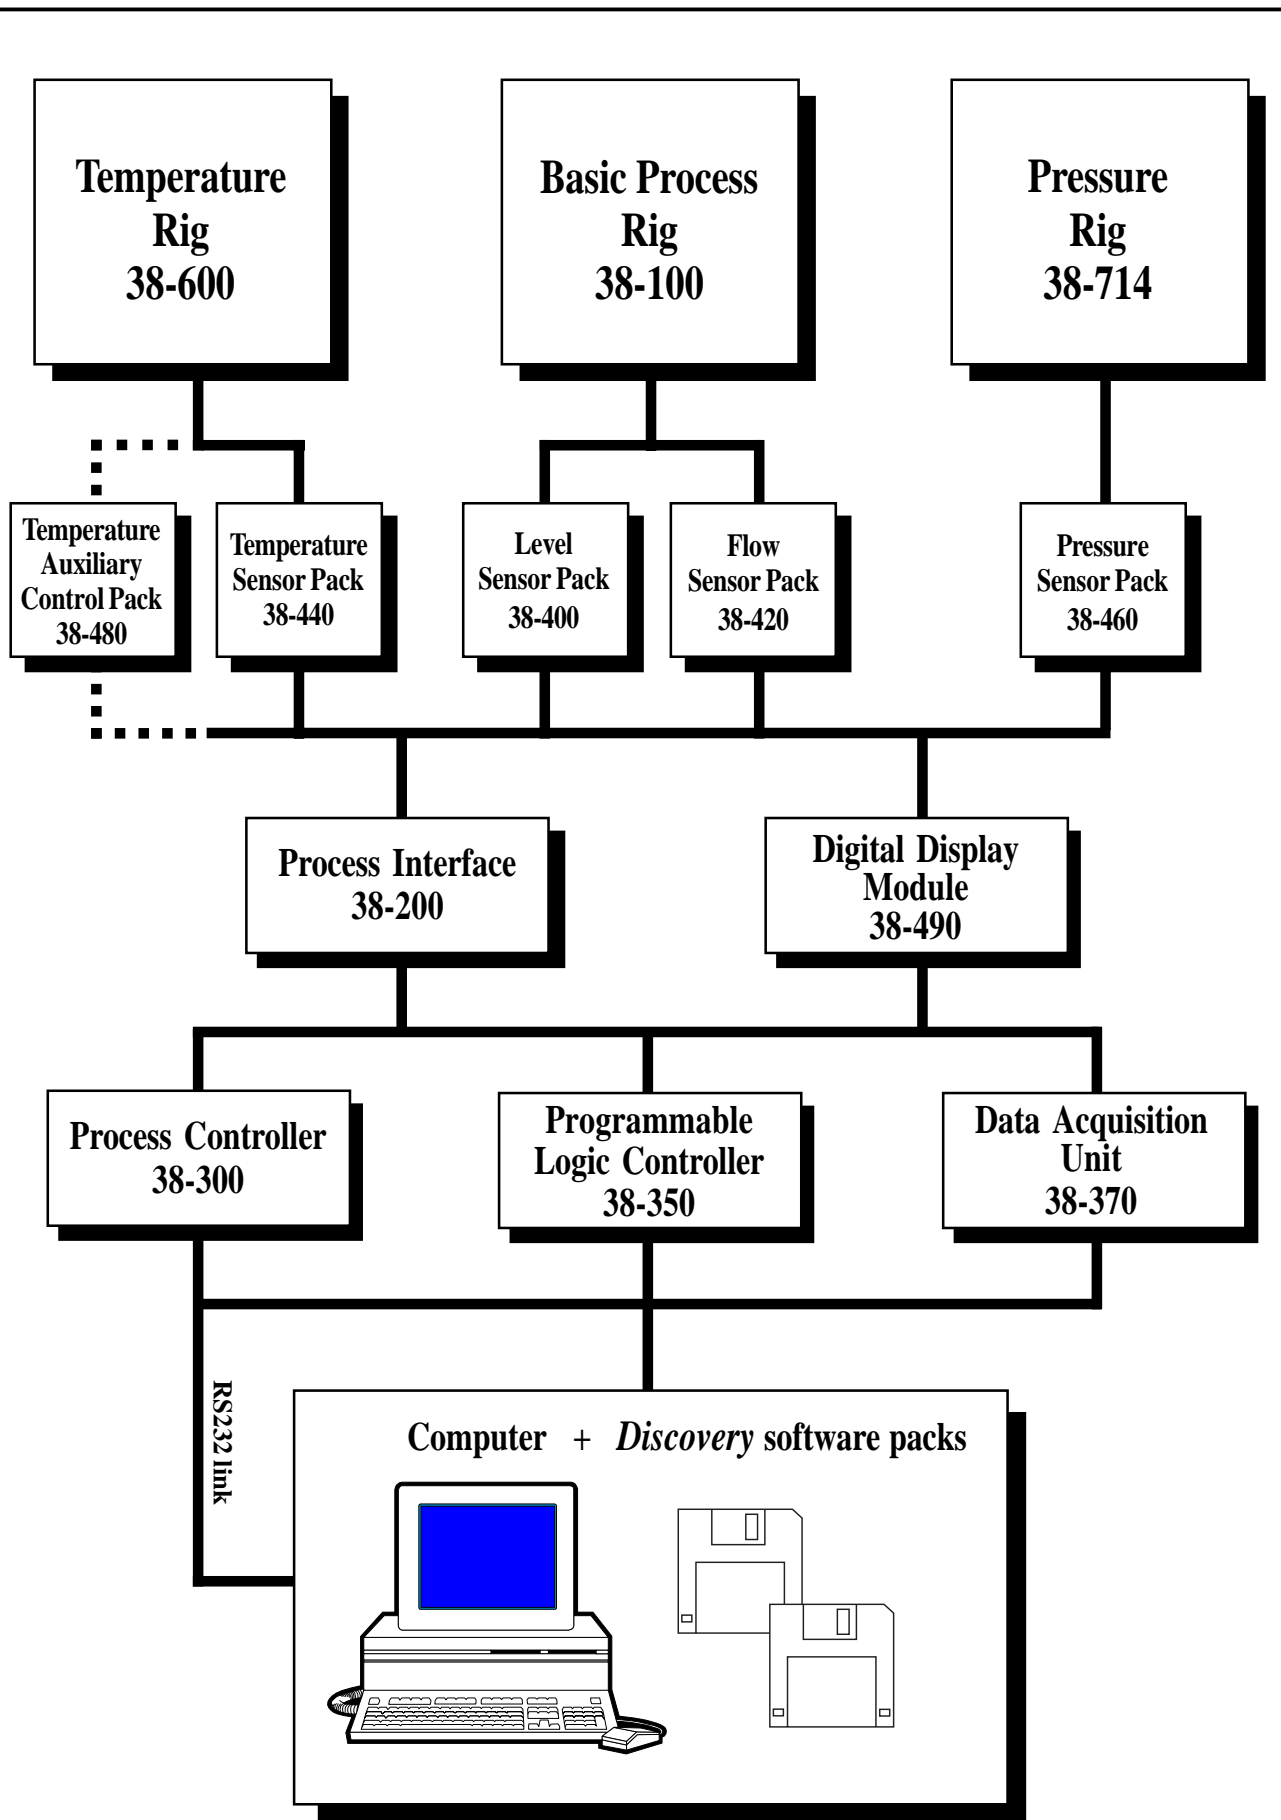 Temperature
Rig
38-600
Basic Process
Rig
38-100
Pressure
Rig
38-714
Temperature
Auxiliary
Control Pack
38-480
Temperature
Sensor Pack
38-440
Level
Sensor Pack
38-400
Flow
Sensor Pack
38-420
Pressure
Sensor Pack
38-460
Process Interface
38-200
Digital Display
Module
38-490
Process Controller
38-300
Programmable
Logic Controller
38-350
Data Acquisition
Unit
38-370
RS232 link
Computer + Discovery software packs